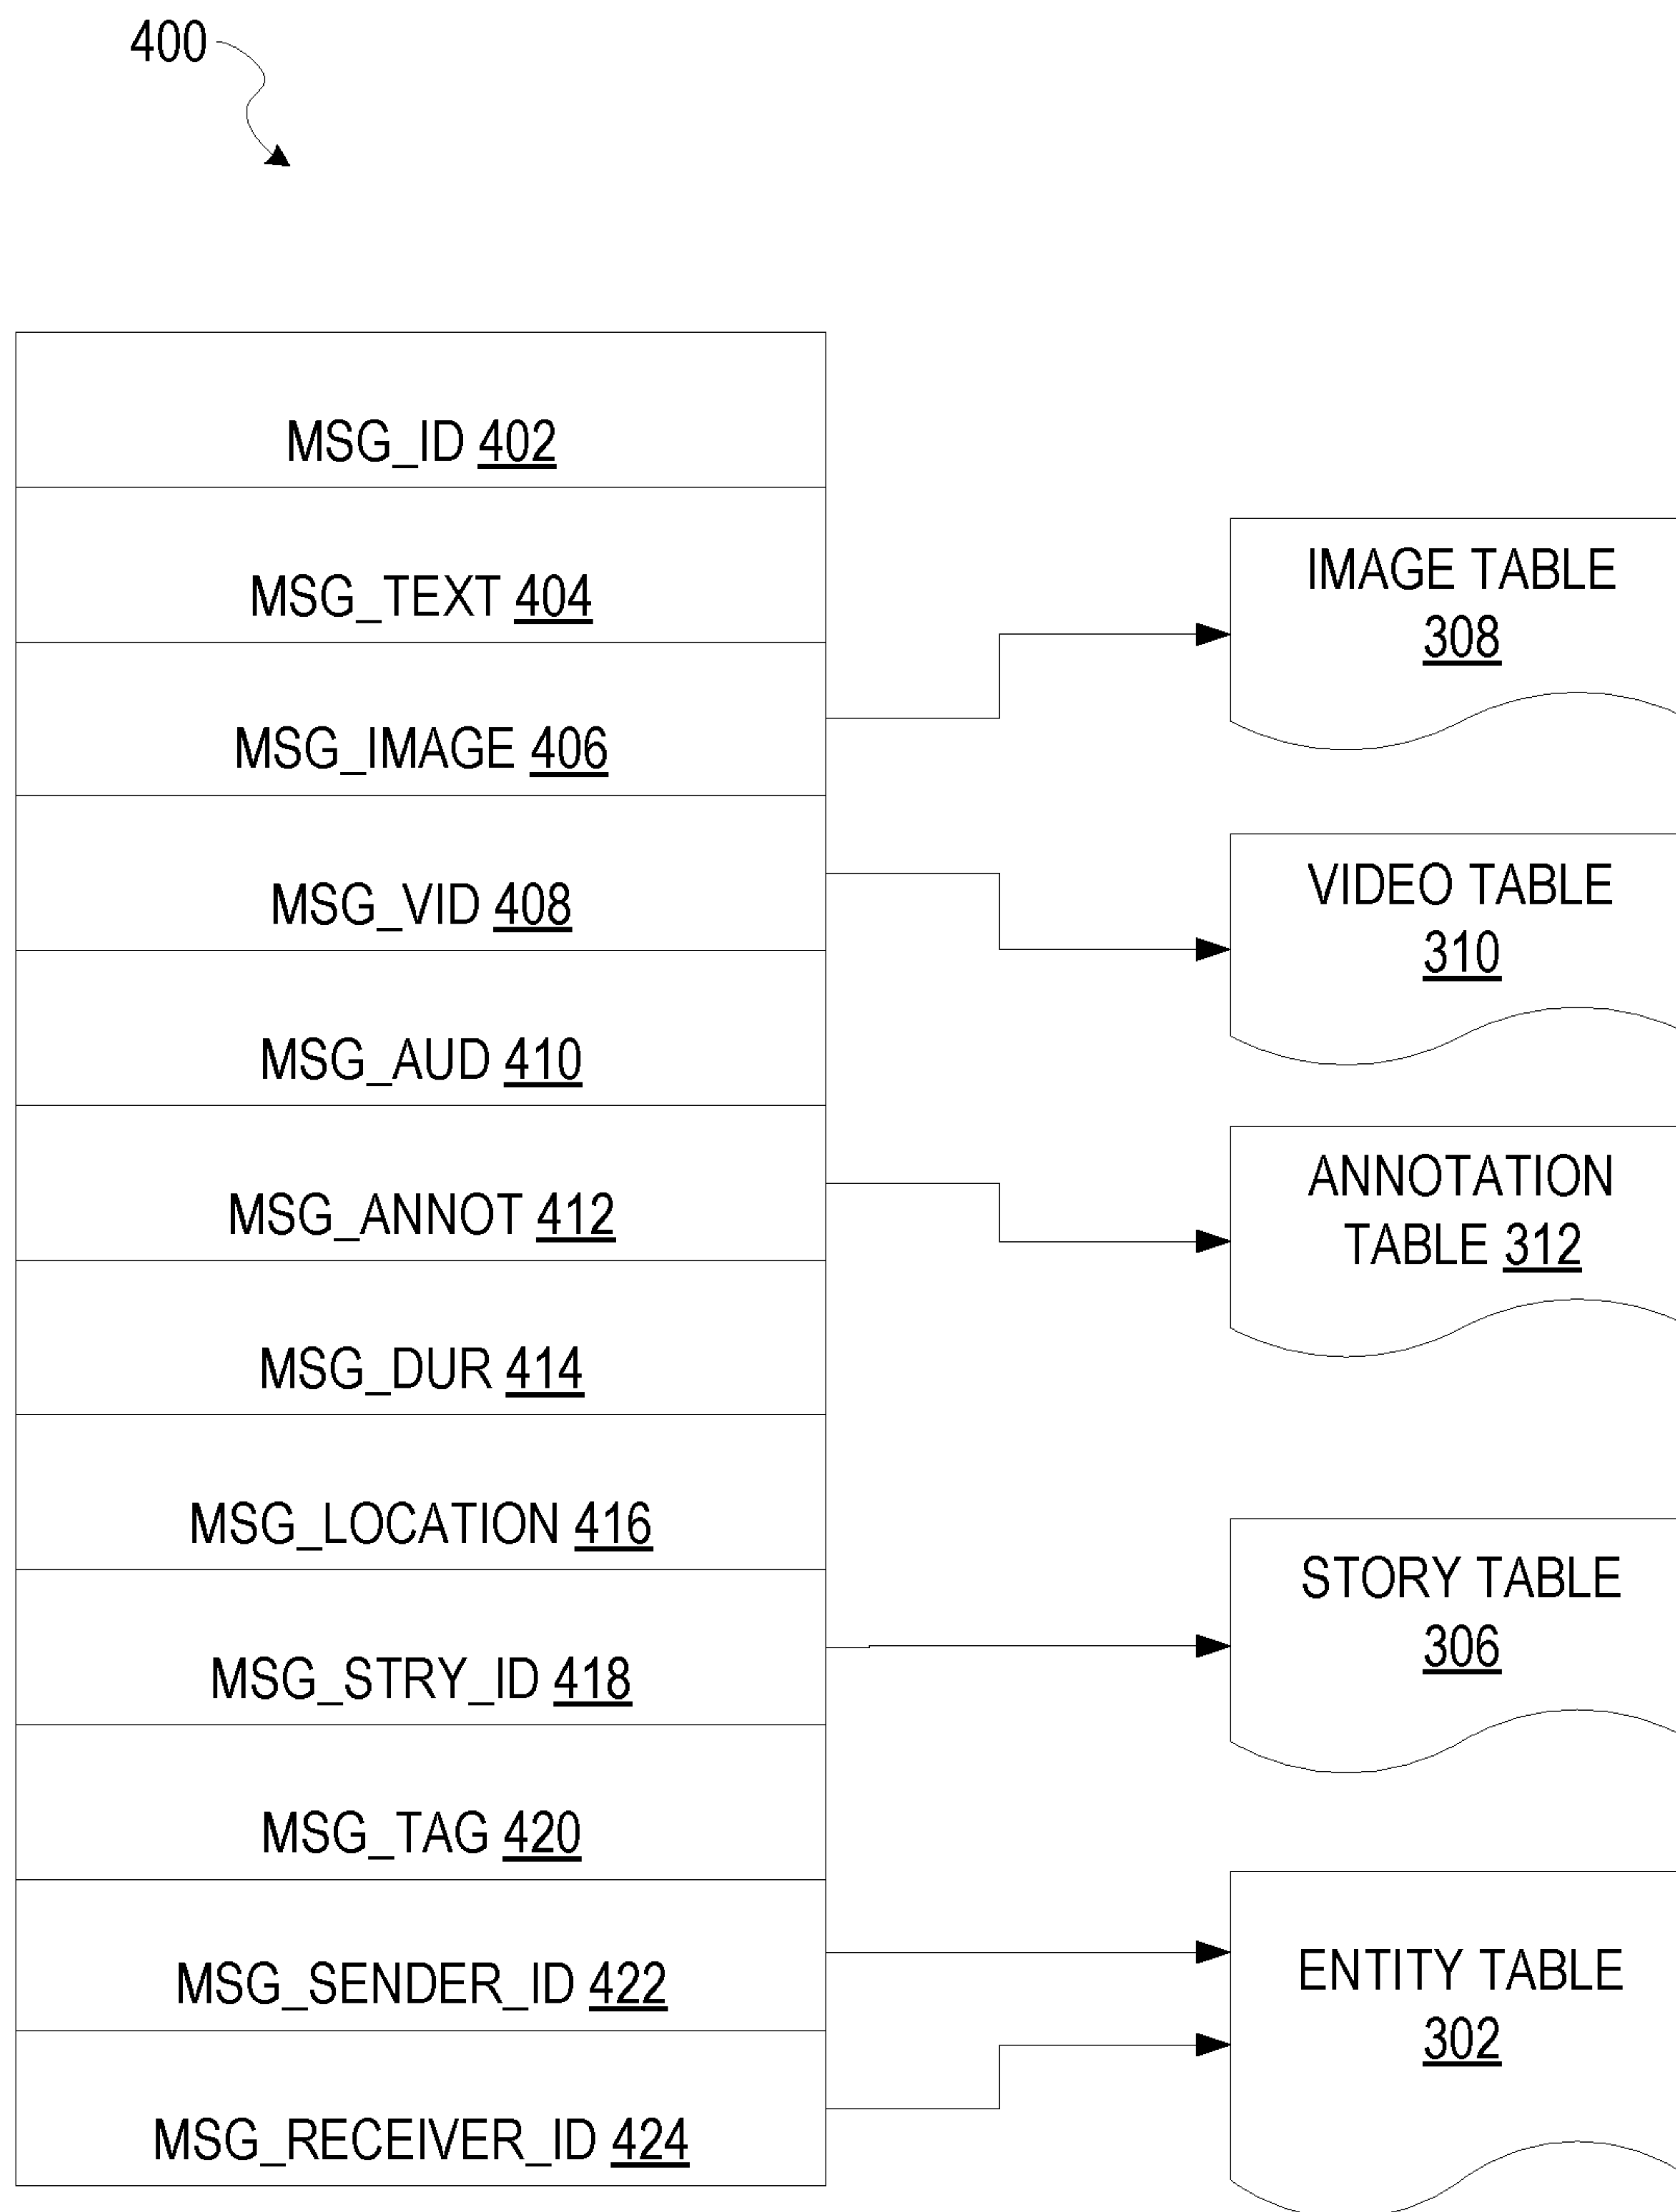 400
MSG_ID 402
MSG_TEXT 404
MSG_IMAGE 406
MSG_VID 408
MSG_AUD 410
MSG_ANNOT 412
MSG_DUR 414
MSG_LOCATION 416
MSG_STRY_ID 418
MSG_TAG 420
MSG_SENDER_ID 422
MSG_RECEIVER_ID 424
IMAGE TABLE
308
VIDEO TABLE
310
ANNOTATION
TABLE 312
STORY TABLE
306
ENTITY TABLE
302